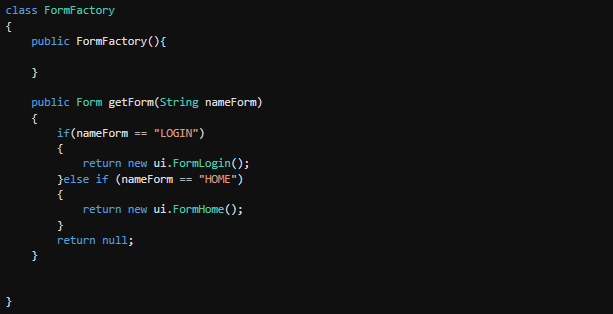 class FormFactory
{
    public FormFactory(){
    }
    public Form getForm(String nameForm)
    {
        if(nameForm == "LOGIN")
        {
            return new ui.FormLogin();
        }else if (nameForm == "HOME")
        {
            return new ui.FormHome();
        }
        return null;
    }
}